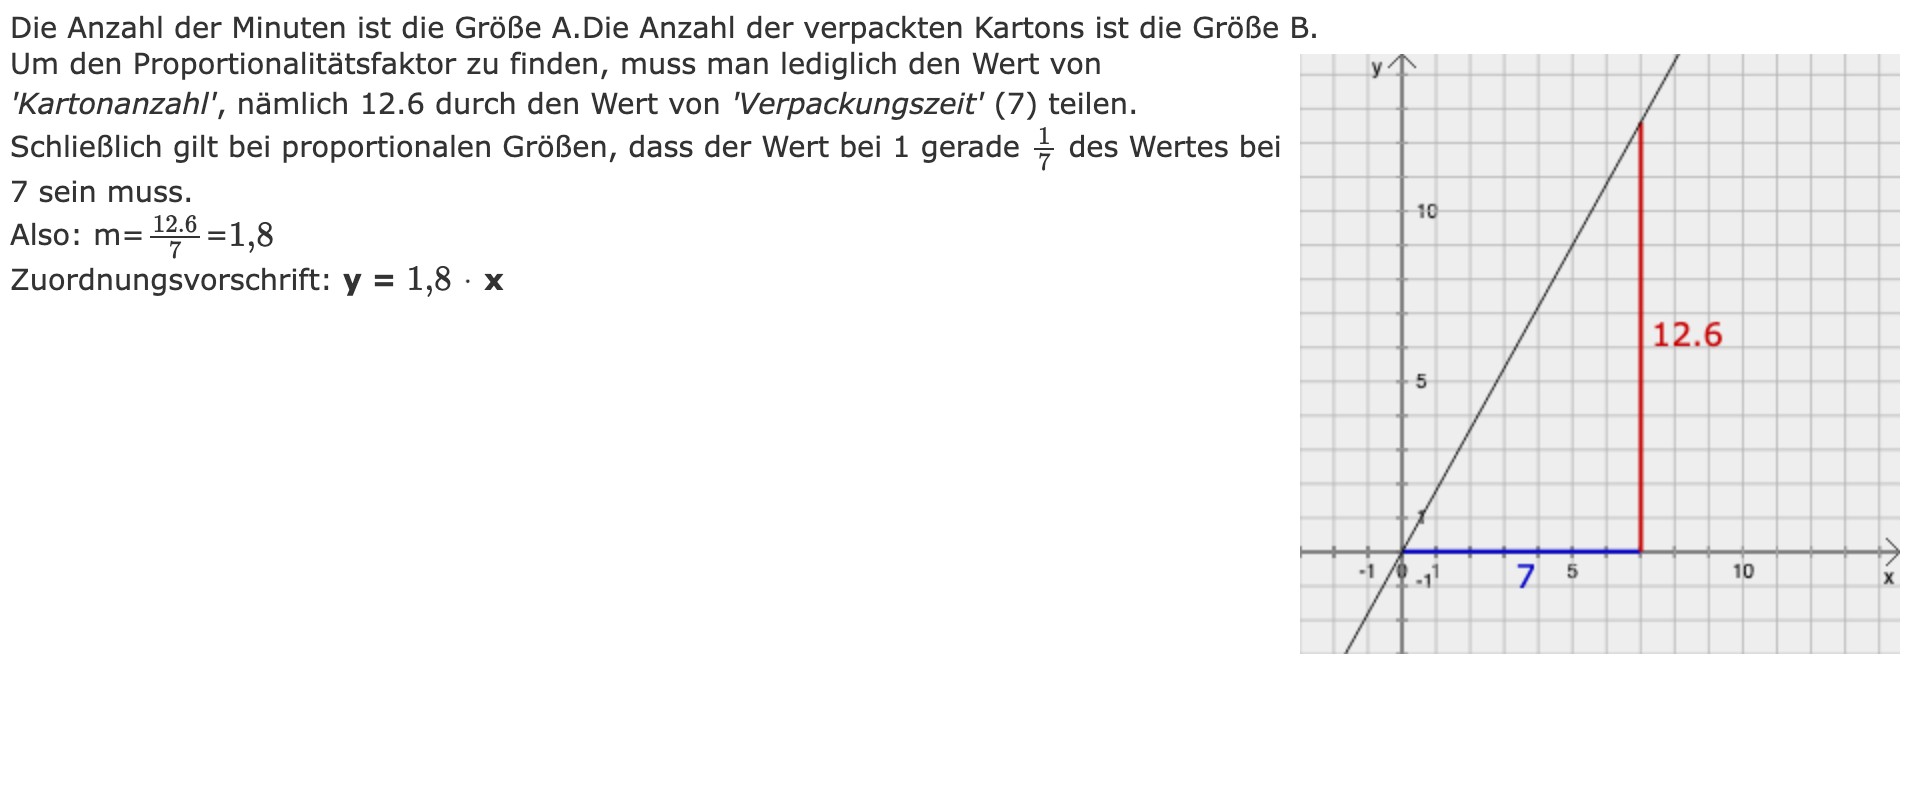 Die Anzahl der Minuten ist die Größe A.Die Anzahl der verpackten Kartons ist die Größe B.
Um den Proportionalitätsfaktor zu finden, muss man lediglich den Wert von
'Kartonanzahl', nämlich 12.6 durch den Wert von 'Verpackungszeit' (7) teilen.
Schließlich gilt bei proportionalen Größen, dass der Wert bei 1 gerade 1/7 des Wertes bei
7 sein muss.
Also: m=12.6/7=1,8
Zuordnungsvorschrift: y = 1,8 · x
y
10
12.6
5
1
-1 0 1 7 5 10 x
-1